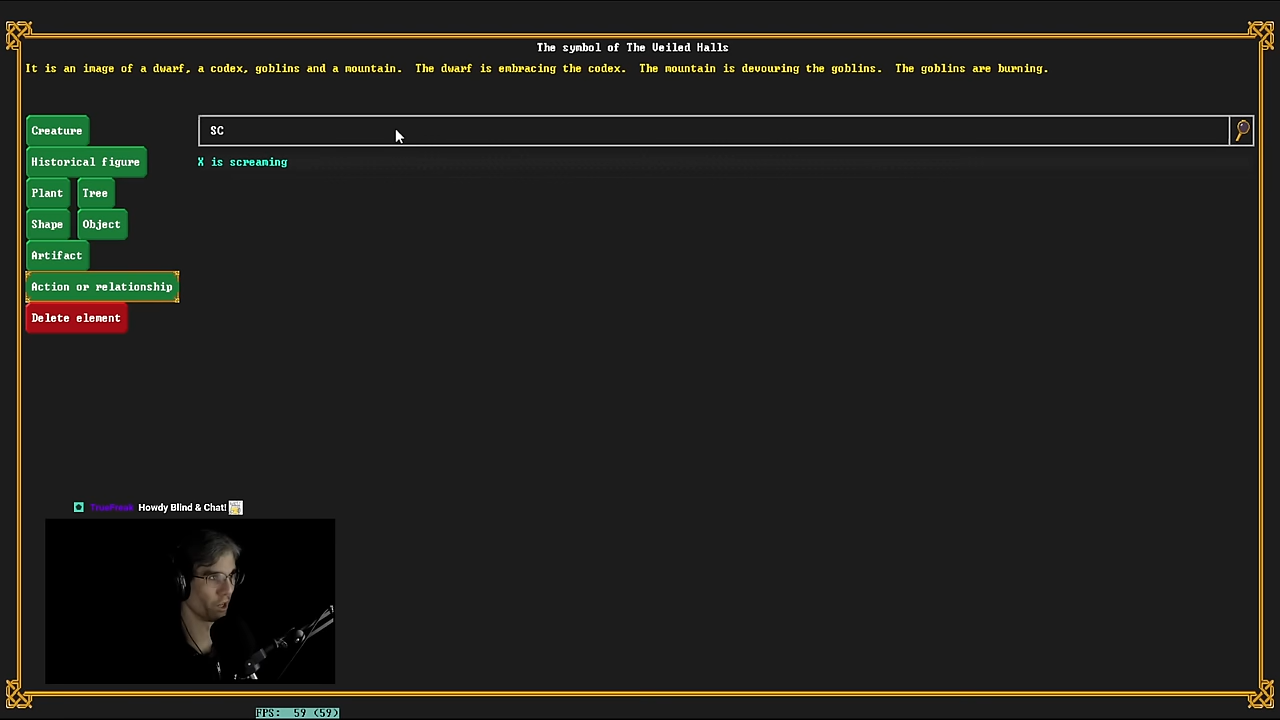 The symbol of The Veiled Halls
It is an image of a dwarf, a codex, goblins and a mountain. The dwarf is embracing the codex. The mountain is devouring the goblins. The goblins are burning.
Creature
SC
Historical figure
X is screaming
Plant Tree
Shape Object
Artifact
Action or relationship
Delete element
TrueFreak Howdy Blind & Chat!
FPS: 59 (59)